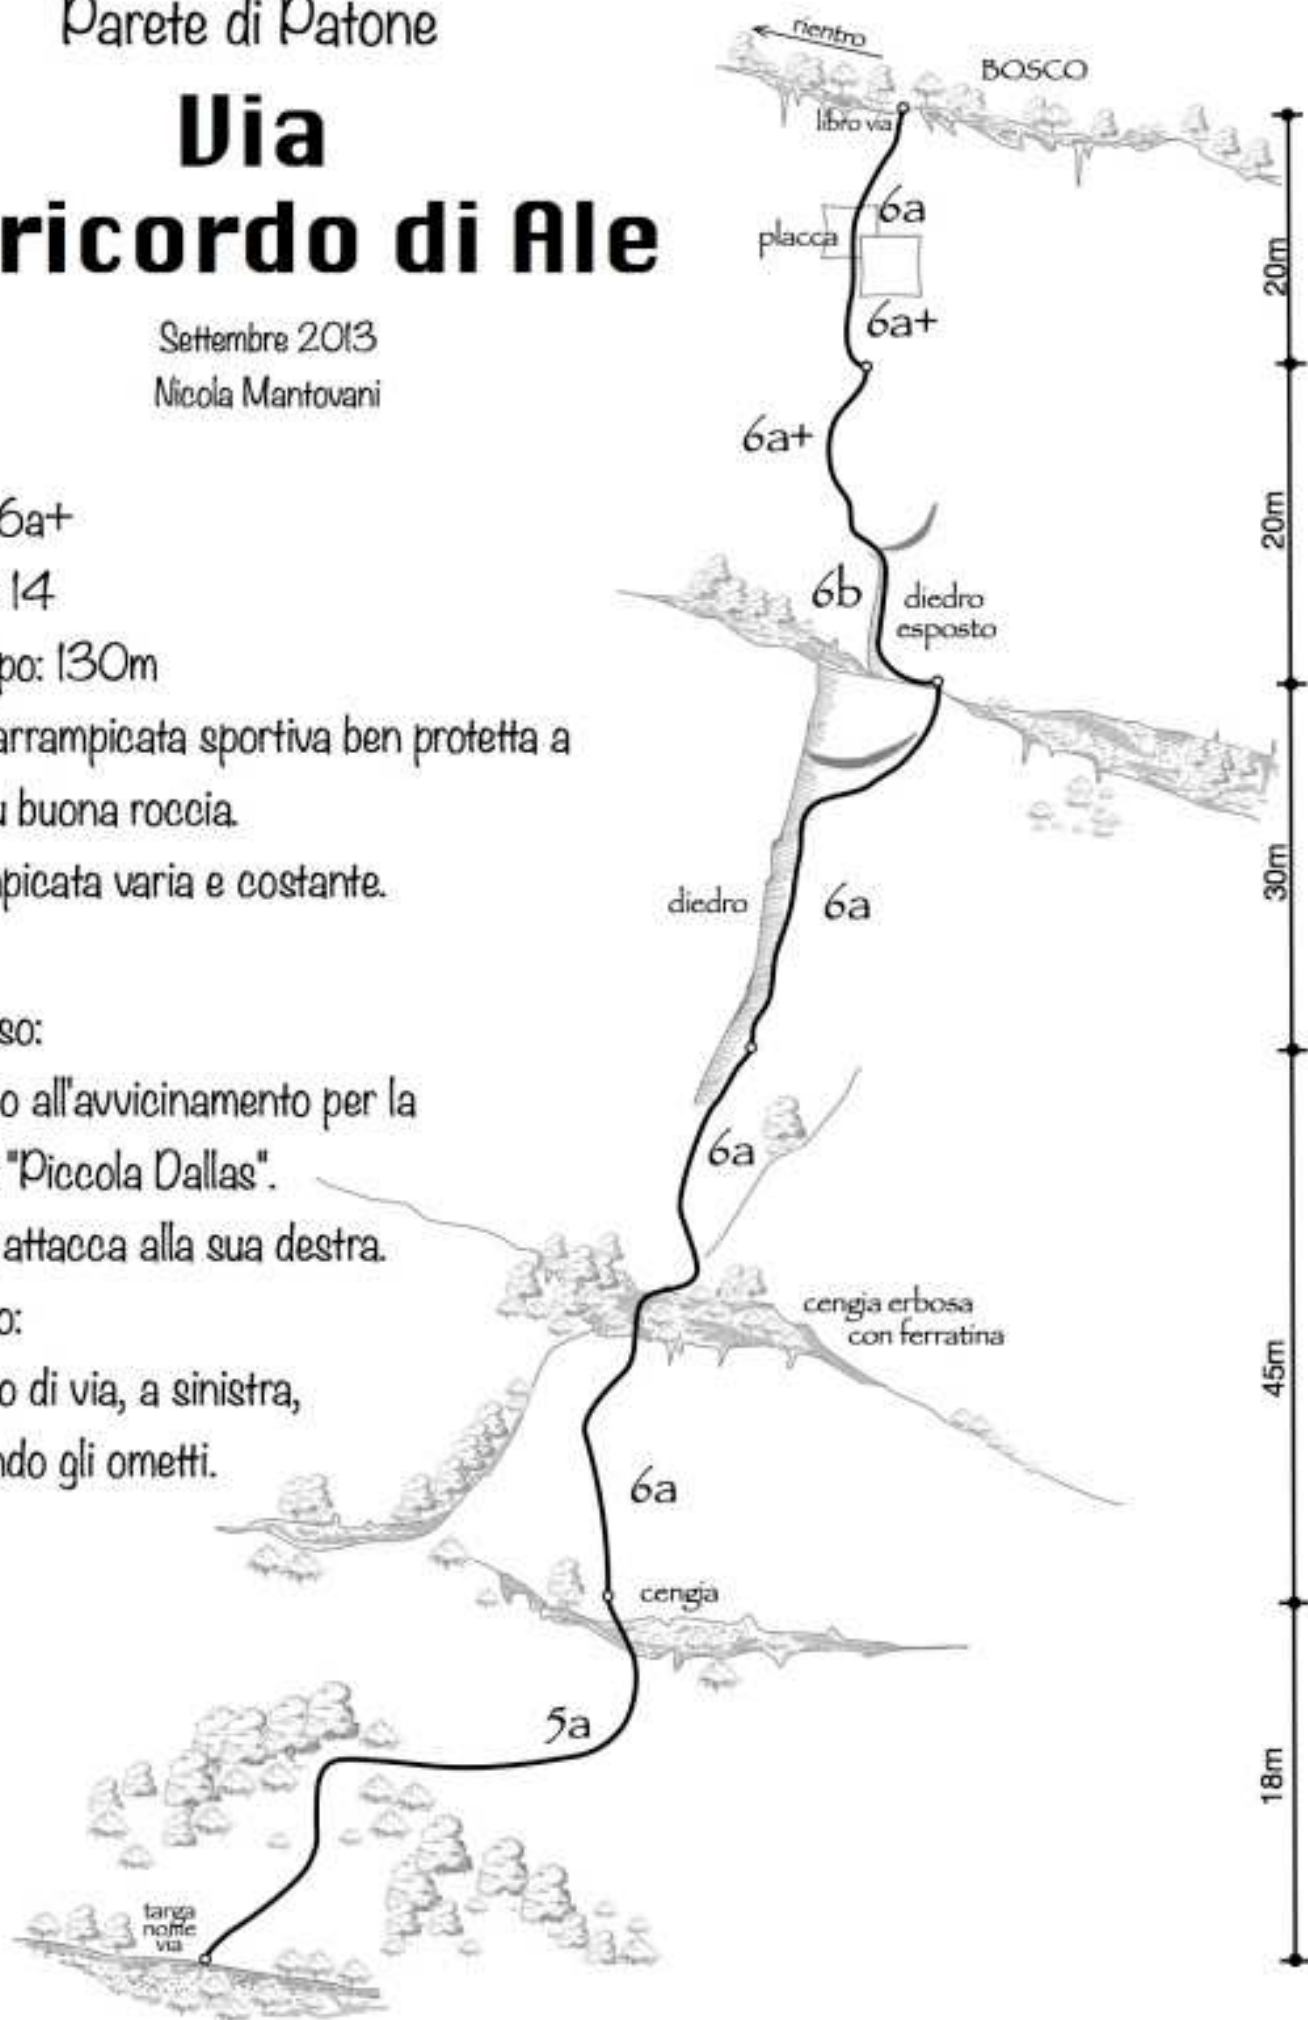 Parete di Patone
Via
ricordo di Ale
Settembre 2013
Nicola Mantovani
6a+
14
po: 130m
arrampicata sportiva ben protetta a
u buona roccia.
picata varia e costante.
so:
o all'avvicinamento per la
"Piccola Dallas".
attacca alla sua destra.
o:
o di via, a sinistra,
ndo gli ometti.
rientro
BOSCO
libro via
6a
placca
6a+
20m
6a+
20m
6b
diedro
esposto
diedro
6a
30m
6a
cengia erbosa
con ferratina
45m
6a
cengia
5a
18m
targa
nome
via